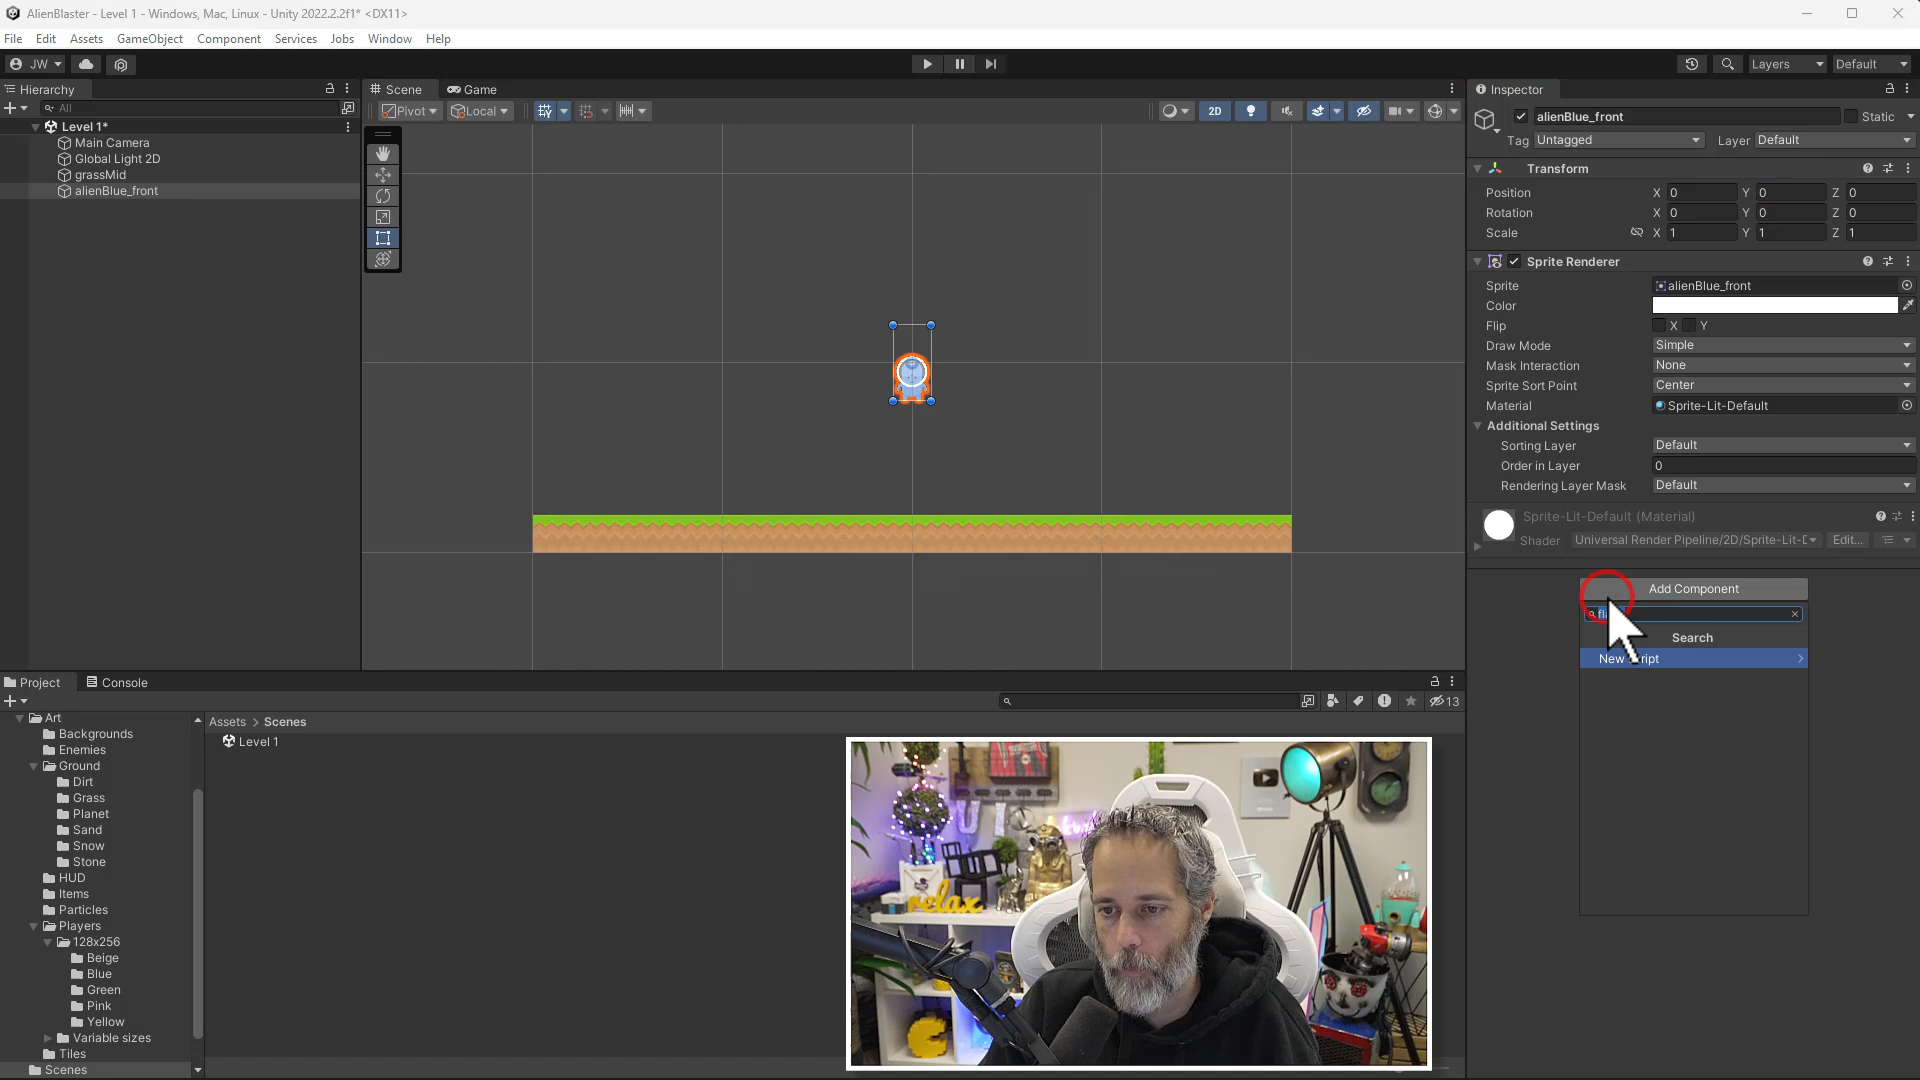 AlienBlaster - Level 1 - Windows, Mac, Linux - Unity 2022.2.2f1* <DX11>
File Edit Assets GameObject Component Services Jobs Window Help
JW Layers Default
Hierarchy
All
Level 1*
Main Camera
Global Light 2D
grassMid
alienBlue_front
Scene Game
Pivot Local 2D
Inspector
alienBlue_front Static
Tag Untagged Layer Default
Transform
Position X 0 Y 0 Z 0
Rotation X 0 Y 0 Z 0
Scale X 1 Y 1 Z 1
Sprite Renderer
Sprite alienBlue_front
Color
Flip X Y
Draw Mode Simple
Mask Interaction None
Sprite Sort Point Center
Material Sprite-Lit-Default
Additional Settings
Sorting Layer Default
Order in Layer 0
Rendering Layer Mask Default
Sprite-Lit-Default (Material)
Shader Universal Render Pipeline/2D/Sprite-Lit- Edit...
Add Component
Search
New
Project Console
13
Art
Backgrounds
Enemies
Ground
Dirt
Grass
Planet
Sand
Snow
Stone
HUD
Items
Particles
Players
128x256
Beige
Blue
Green
Pink
Yellow
Variable sizes
Tiles
Scenes
Assets > Scenes
Level 1
relax